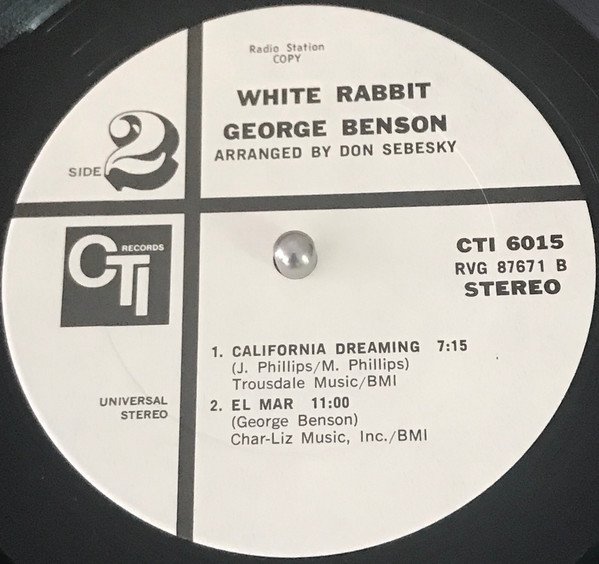 Radio Station
COPY
WHITE RABBIT
GEORGE BENSON
ARRANGED BY DON SEBESKY
SIDE 2
CTI RECORDS
CTI 6015
RVG 87671 B
STEREO
1. CALIFORNIA DREAMING 7:15
(J. Phillips/M. Phillips)
Trousdale Music/BMI
2. EL MAR 11:00
(George Benson)
Char-Liz Music, Inc./BMI
UNIVERSAL
STEREO